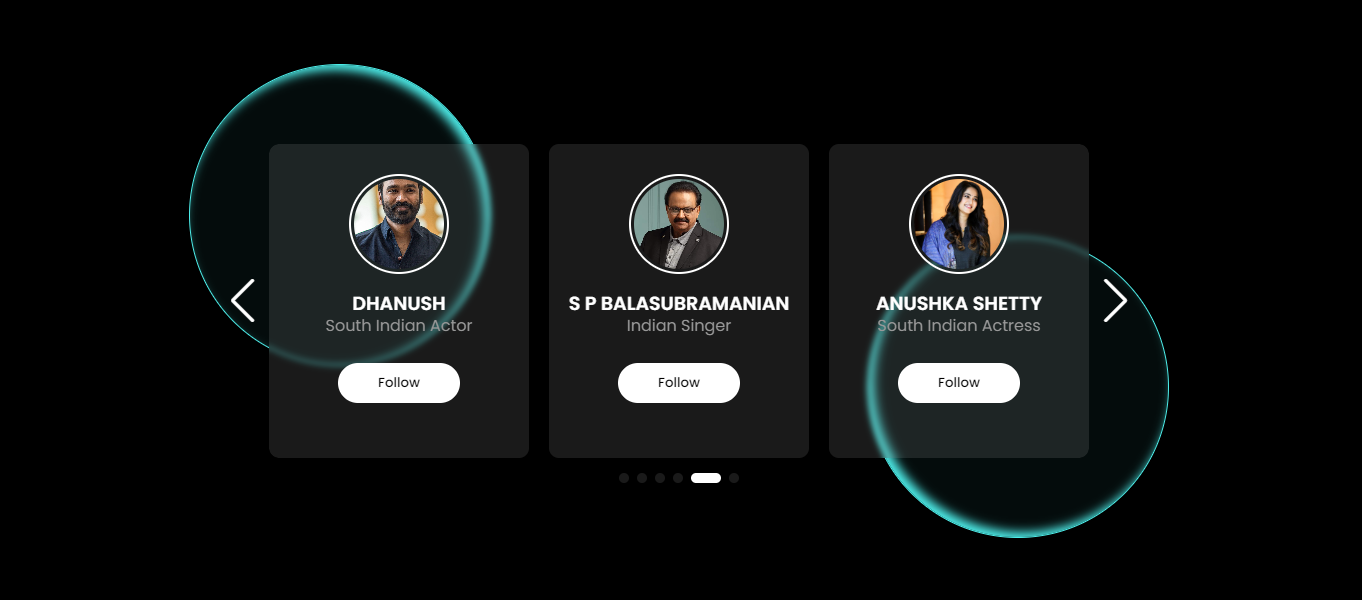 DHANUSH
South Indian Actor
Follow
S P BALASUBRAMANIAN
Indian Singer
Follow
ANUSHKA SHETTY
South Indian Actress
Follow